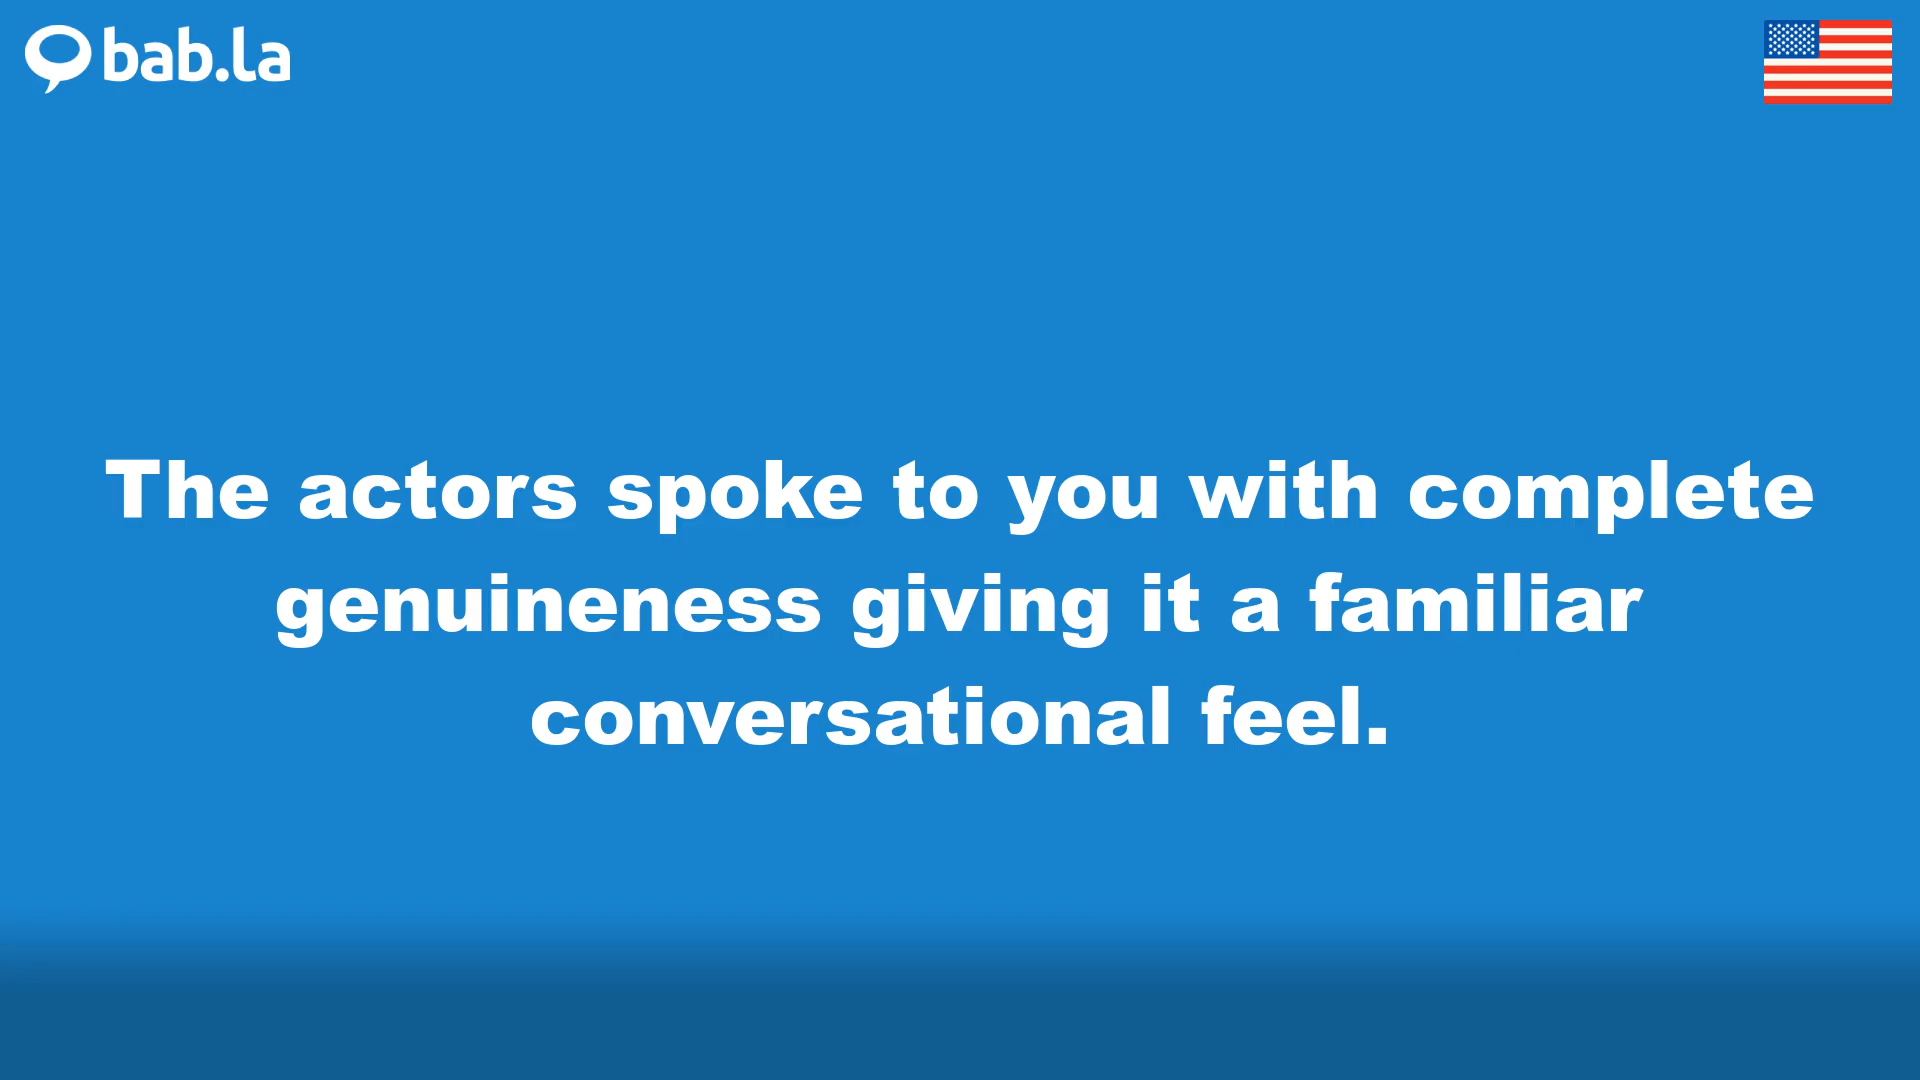 bab.la
The actors spoke to you with complete
genuineness giving it a familiar
conversational feel.